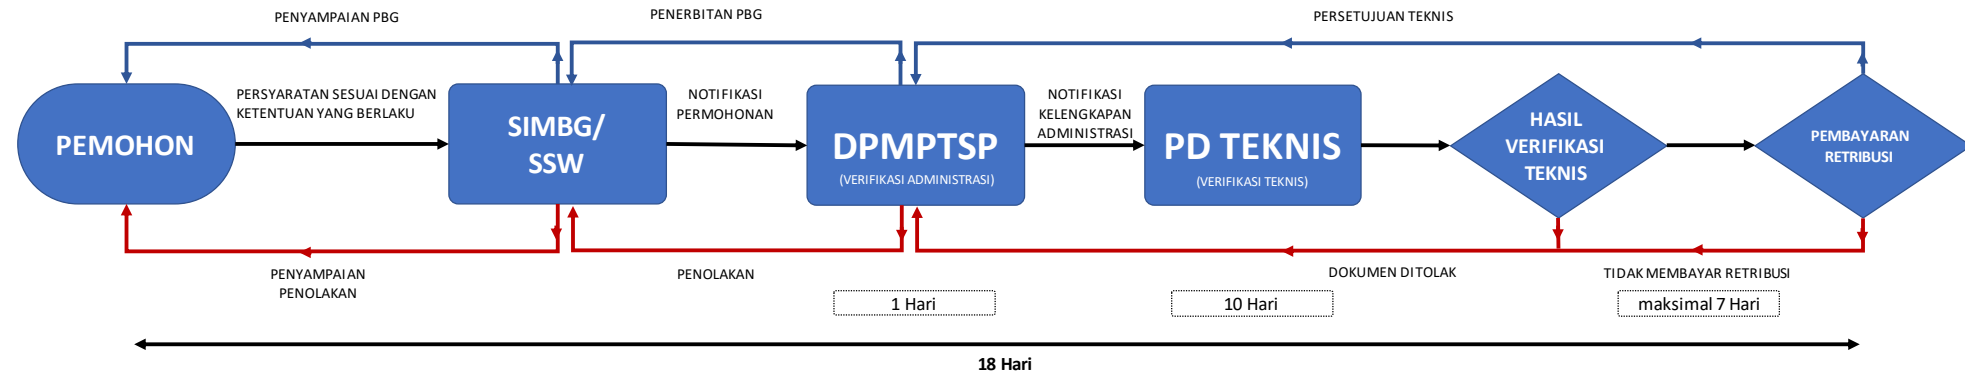 PENYAMPAIAN PBG
PENERBITAN PBG
PERSETUJUAN TEKNIS
PEMOHON
PERSYARATAN SESUAI DENGAN
KETENTUAN YANG BERLAKU
SIMBG/
SSW
NOTIFIKASI
PERMOHONAN
DPMPTSP
(VERIFIKASI ADMINISTRASI)
NOTIFIKASI
KELENGKAPAN
ADMINISTRASI
PD TEKNIS
(VERIFIKASI TEKNIS)
HASIL
VERIFIKASI
TEKNIS
PEMBAYARAN
RETRIBUSI
PENYAMPAIAN
PENOLAKAN
PENOLAKAN
DOKUMEN DITOLAK
TIDAK MEMBAYAR RETRIBUSI
1 Hari
10 Hari
maksimal 7 Hari
18 Hari